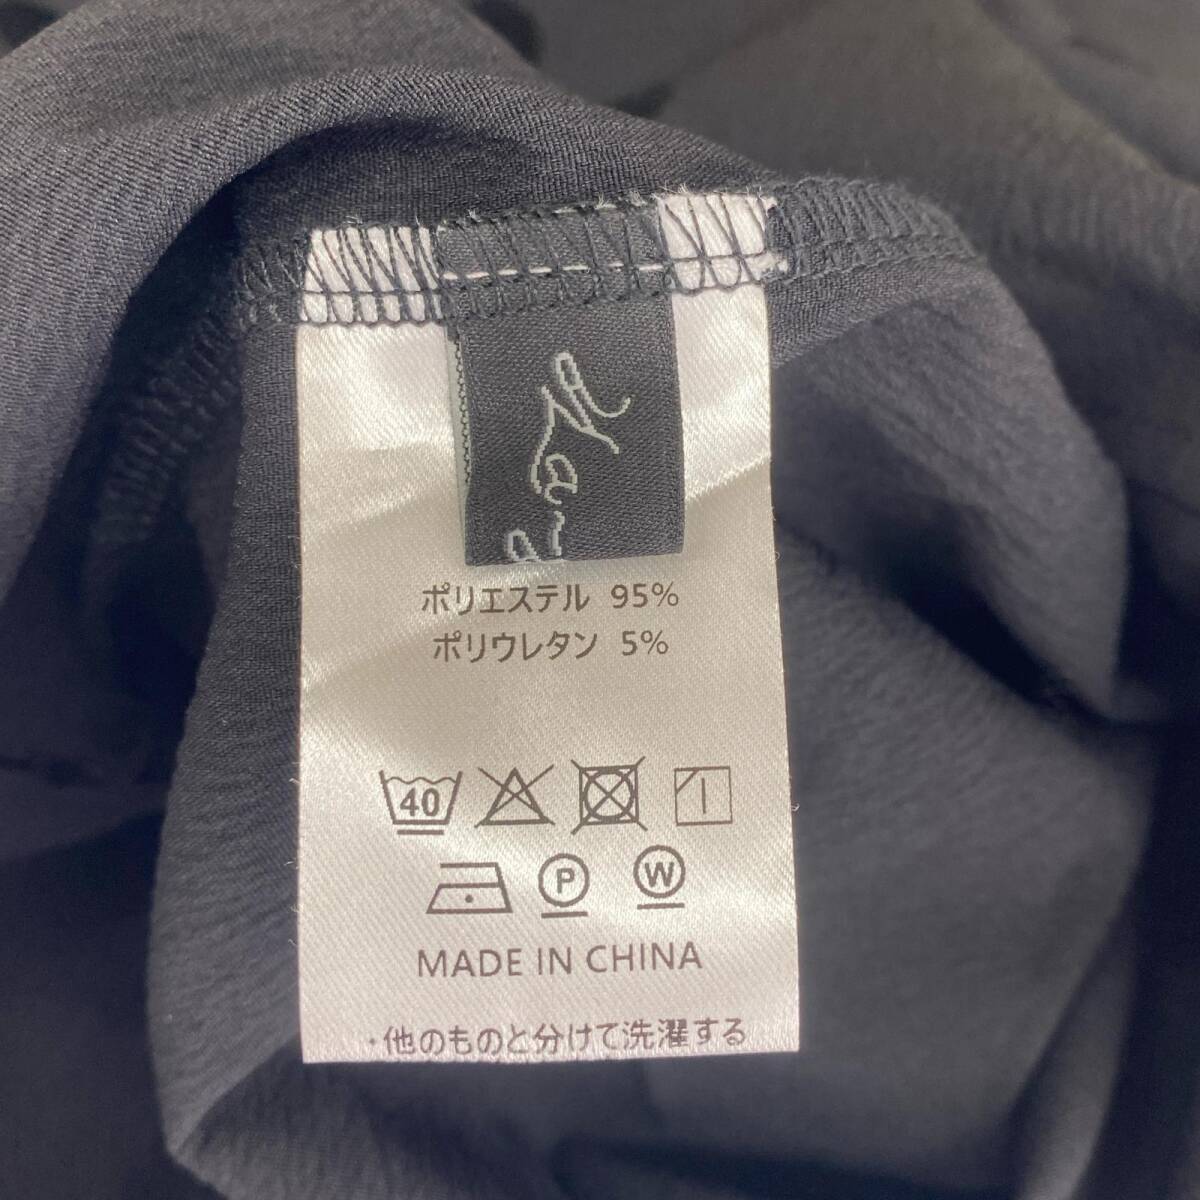 ポリエステル 95%
ポリウレタン 5%
40
P W
MADE IN CHINA
・他のものと分けて洗濯する